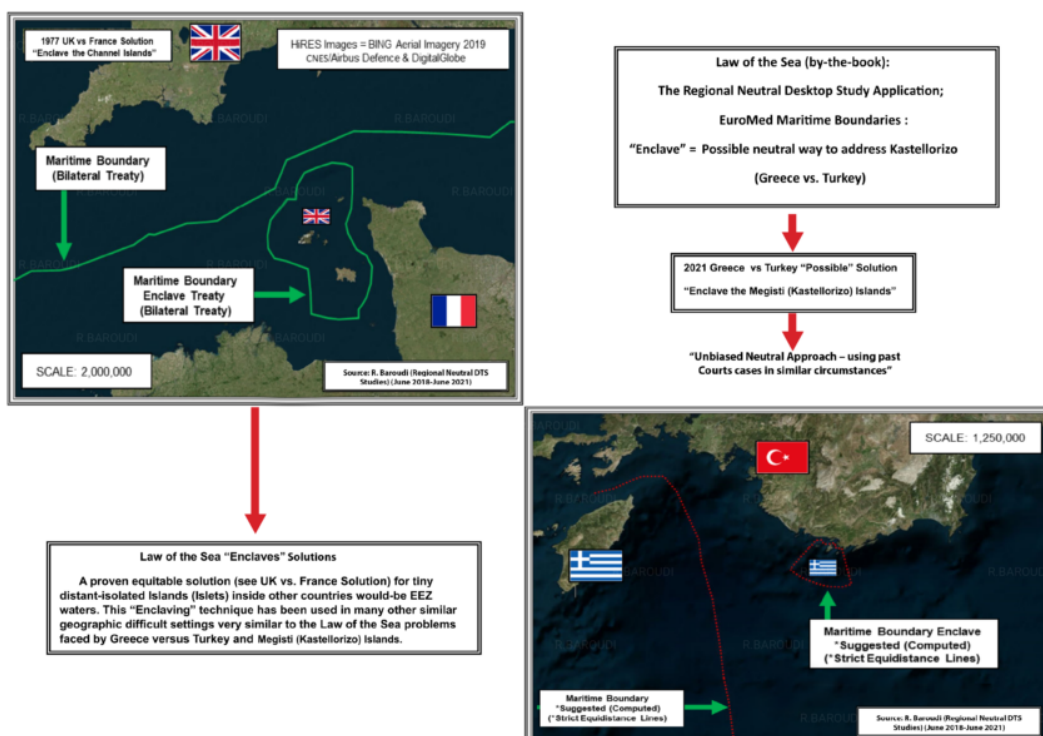 1977 UK vs France Solution
"Enclave the Channel Islands"
HiRES Images = BING Aerial Imagery 2019
CNES/Airbus Defence & DigitalGlobe
R.BAROUDI
R.BAROUDI
R.BAROUDI
Maritime Boundary
(Bilateral Treaty)
R.BAROUDI
R.BAROUDI
Maritime Boundary
Enclave Treaty
(Bilateral Treaty)
R.BAROUDI
SCALE: 2,000,000
Source: R. Baroudi (Regional Neutral DTS
Studies) (June 2018-June 2021)
Law of the Sea (by-the-book):
The Regional Neutral Desktop Study Application;
EuroMed Maritime Boundaries :
"Enclave" = Possible neutral way to address Kastellorizo
(Greece vs. Turkey)
2021 Greece vs Turkey "Possible" Solution
"Enclave the Megisti (Kastellorizo) Islands"
"Unbiased Neutral Approach – using past
Courts cases in similar circumstances"
Law of the Sea "Enclaves" Solutions
A proven equitable solution (see UK vs. France Solution) for tiny
distant-isolated Islands (Islets) inside other countries would-be EEZ
waters. This "Enclaving" technique has been used in many other similar
geographic difficult settings very similar to the Law of the Sea problems
faced by Greece versus Turkey and Megisti (Kastellorizo) Islands.
SCALE: 1,250,000
R.BAROUDI
R.BAROUDI
R.BAROUDI
R.BAROUDI
Maritime Boundary Enclave
*Suggested (Computed)
(*Strict Equidistance Lines)
Maritime Boundary
*Suggested (Computed)
(*Strict Equidistance Lines)
Source: R. Baroudi (Regional Neutral DTS
Studies) (June 2018-June 2021)